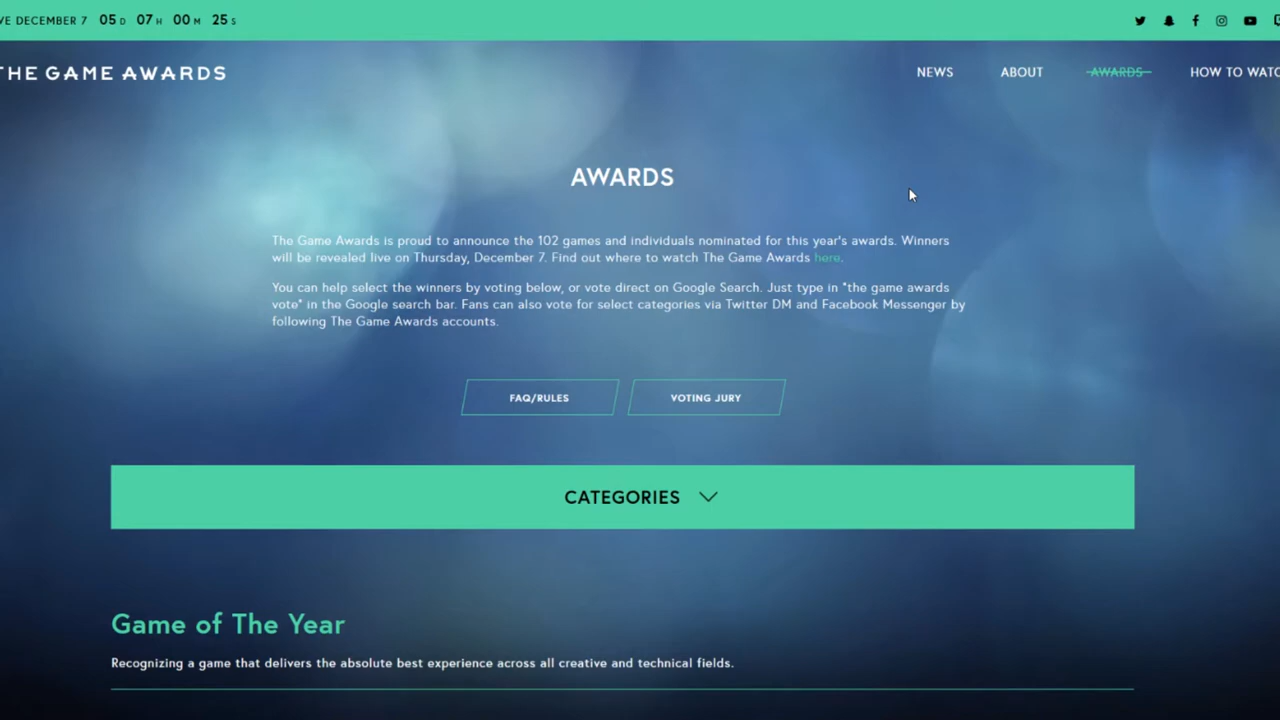 VE DECEMBER 7 05 D 07 H 00 M 25 S
THE GAME AWARDS
NEWS ABOUT AWARDS HOW TO WATC
AWARDS
The Game Awards is proud to announce the 102 games and individuals nominated for this year's awards. Winners
will be revealed live on Thursday, December 7. Find out where to watch The Game Awards here.
You can help select the winners by voting below, or vote direct on Google Search. Just type in "the game awards
vote" in the Google search bar. Fans can also vote for select categories via Twitter DM and Facebook Messenger by
following The Game Awards accounts.
FAQ/RULES VOTING JURY
CATEGORIES
Game of The Year
Recognizing a game that delivers the absolute best experience across all creative and technical fields.